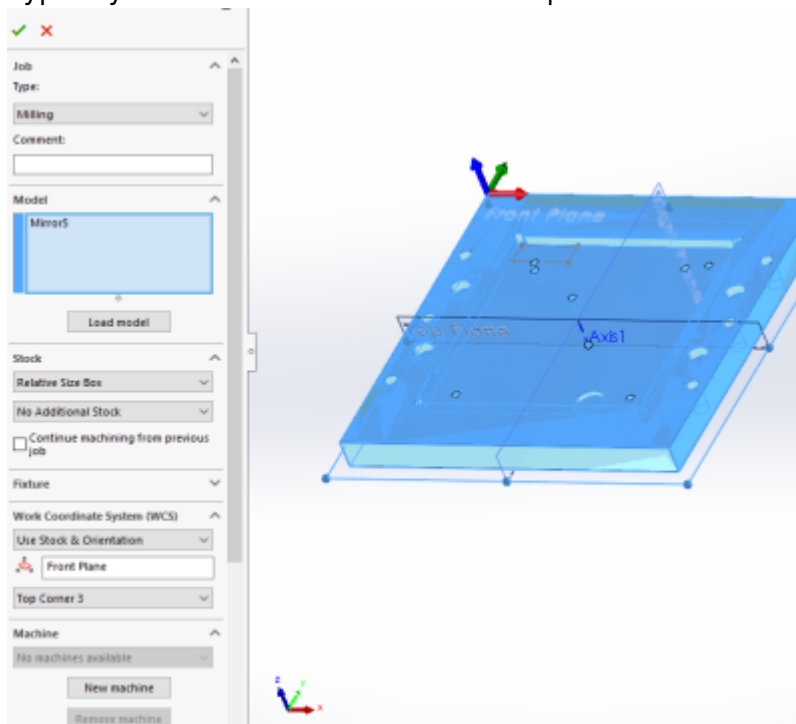 Job
Type:
Milling
Comment:
Model
Mirror5
Load model
Stock
Relative Size Box
No Additional Stock
Continue machining from previous
job
Fixture
Work Coordinate System (WCS)
Use Stock & Orientation
Front Plane
Top Corner 3
Machine
No machines available
New machine
Remove machine
Front Plane
Top Plane
Axis1
z
Y
x